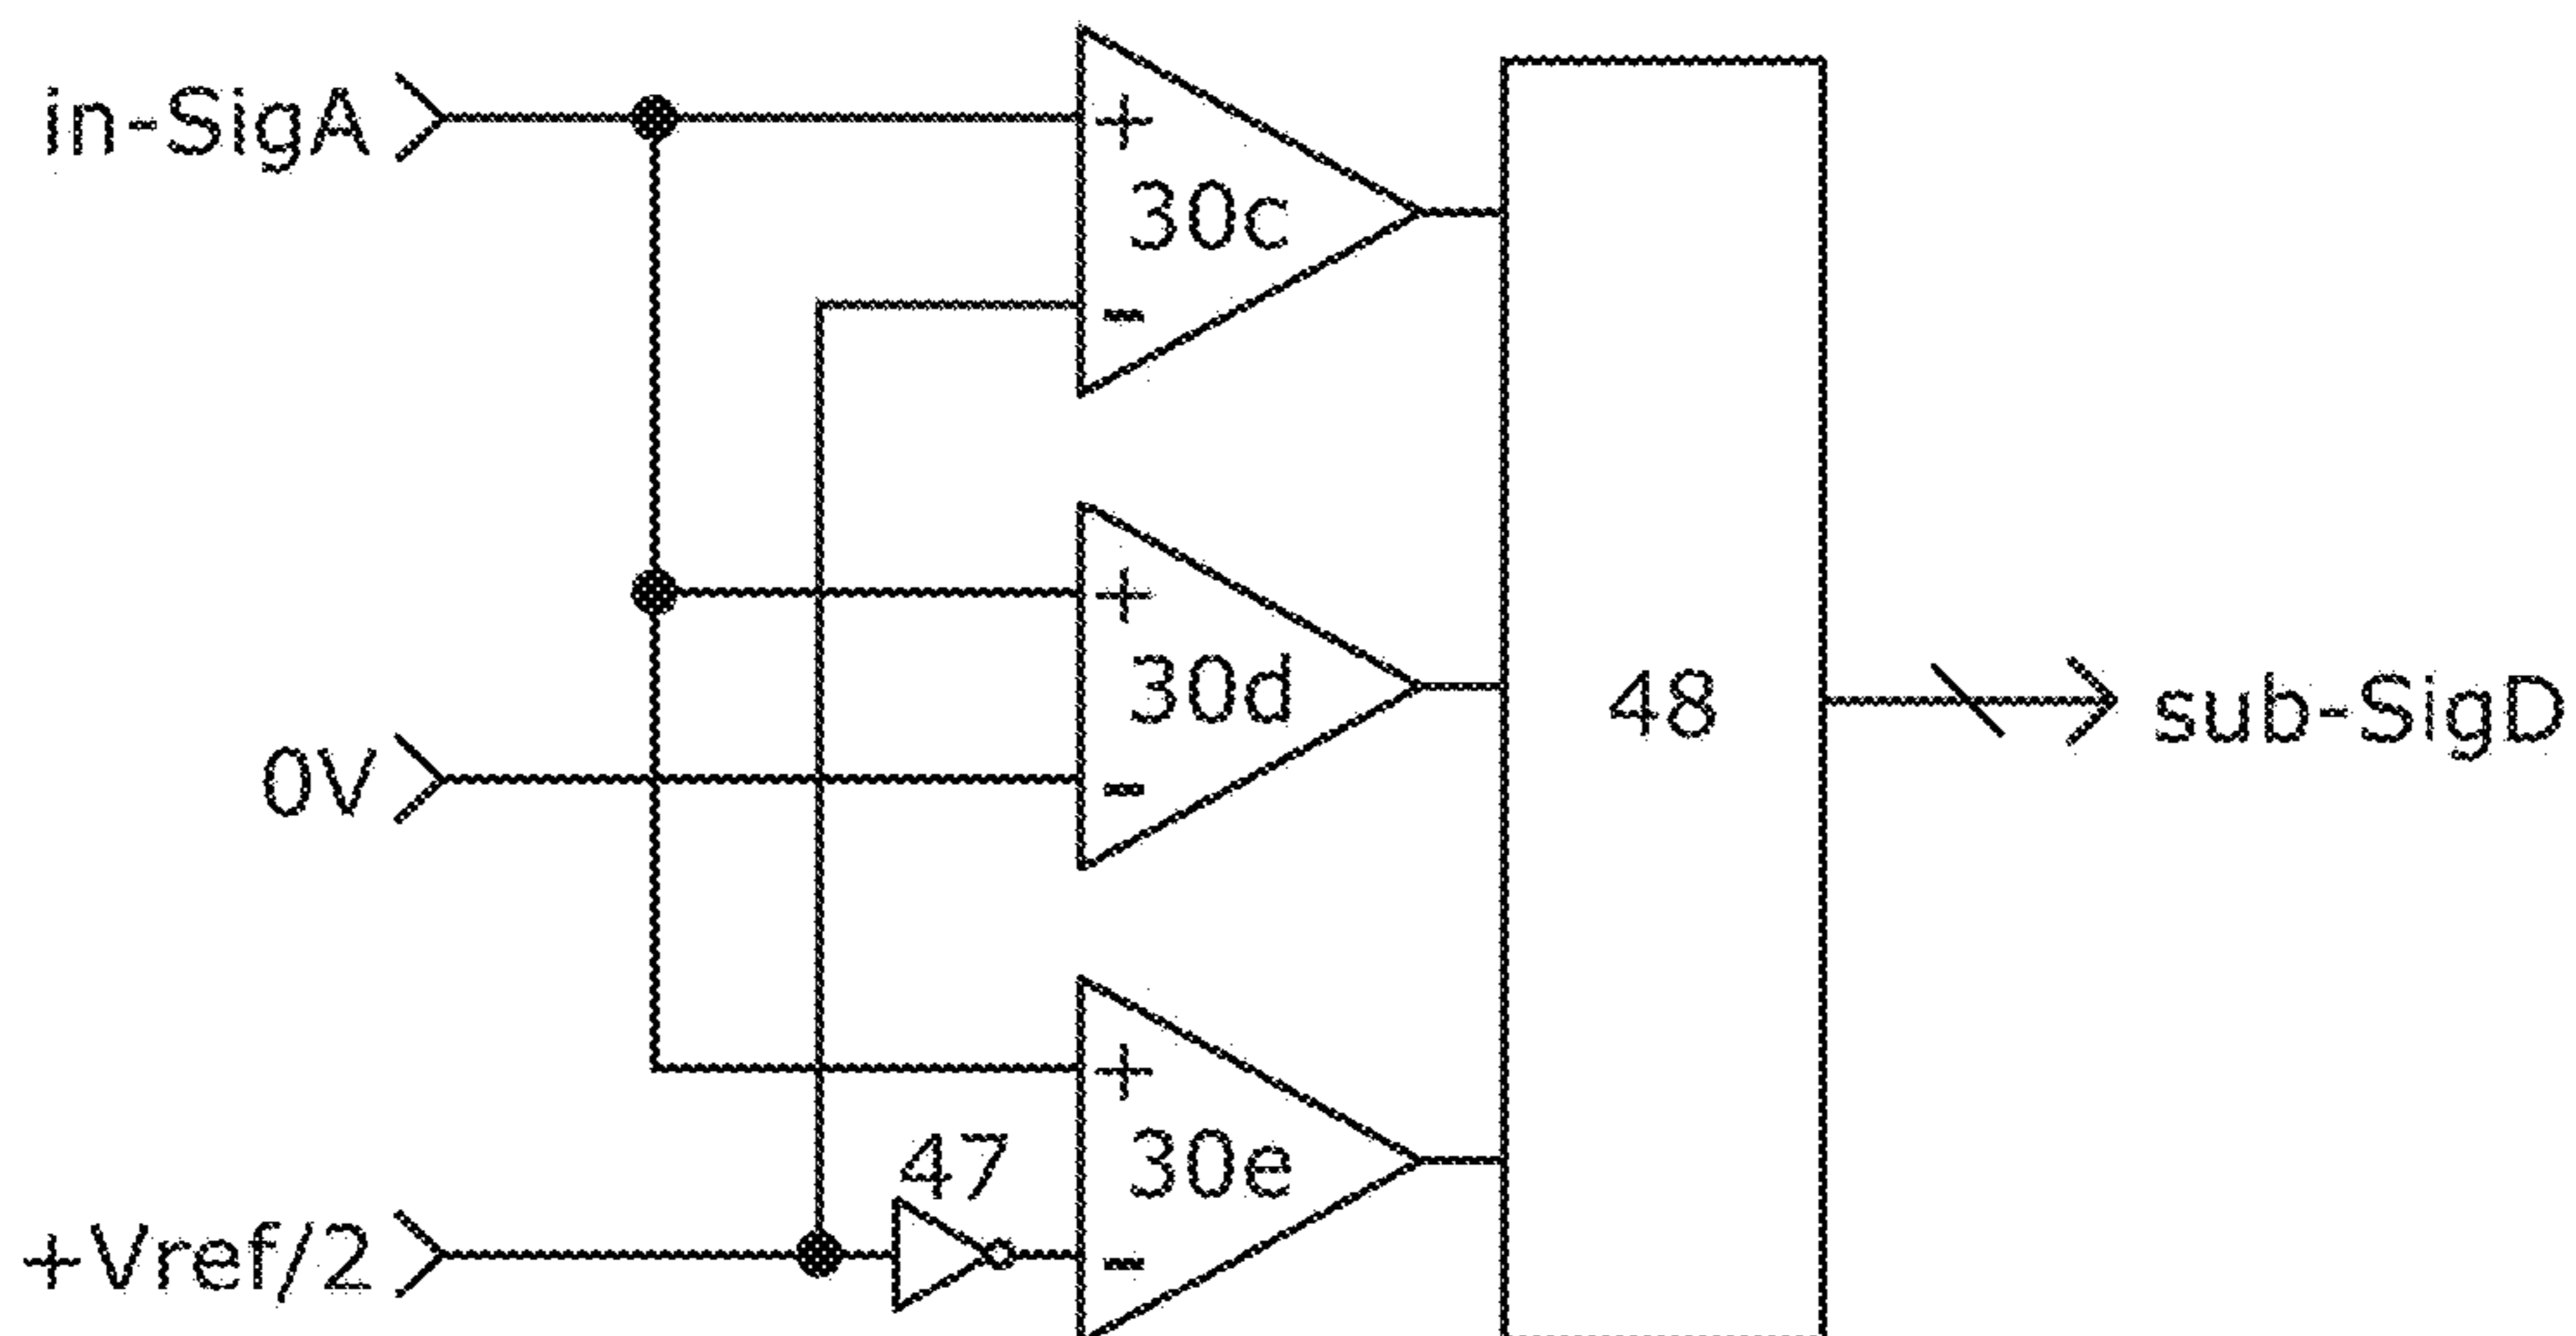 in-SigA
+
30c
-
+
30d
48
sub-SigD
0V
-
+
47
30e
+Vref/2
-